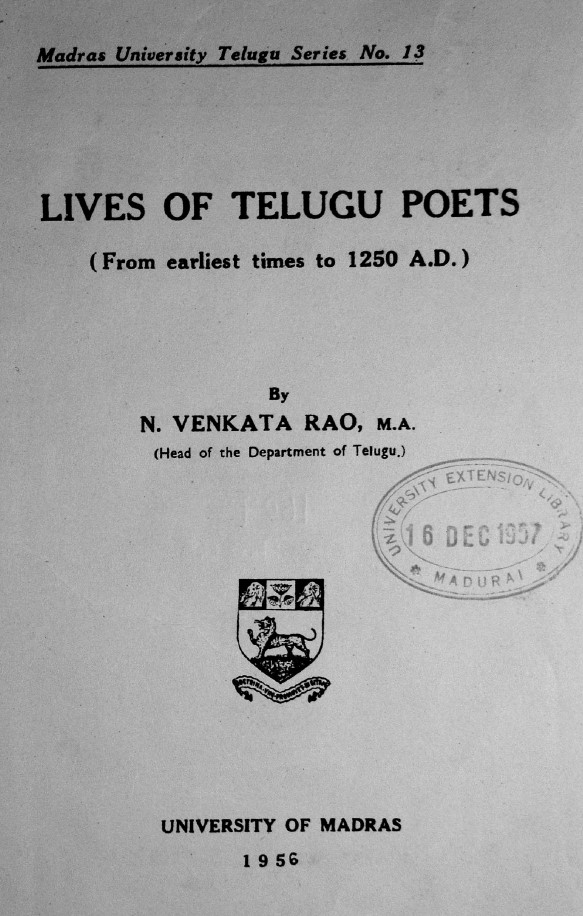 Madras University Telugu Series No. 13
LIVES OF TELUGU POETS
(From earliest times to 1250 A.D.)
By
N. VENKATA RAO, M.A.
(Head of the Department of Telugu.)
UNIVERSITY EXTENSION LIBRARY
16 DEC 1957
* MADURAI *
UNIVERSITY OF MADRAS
1956